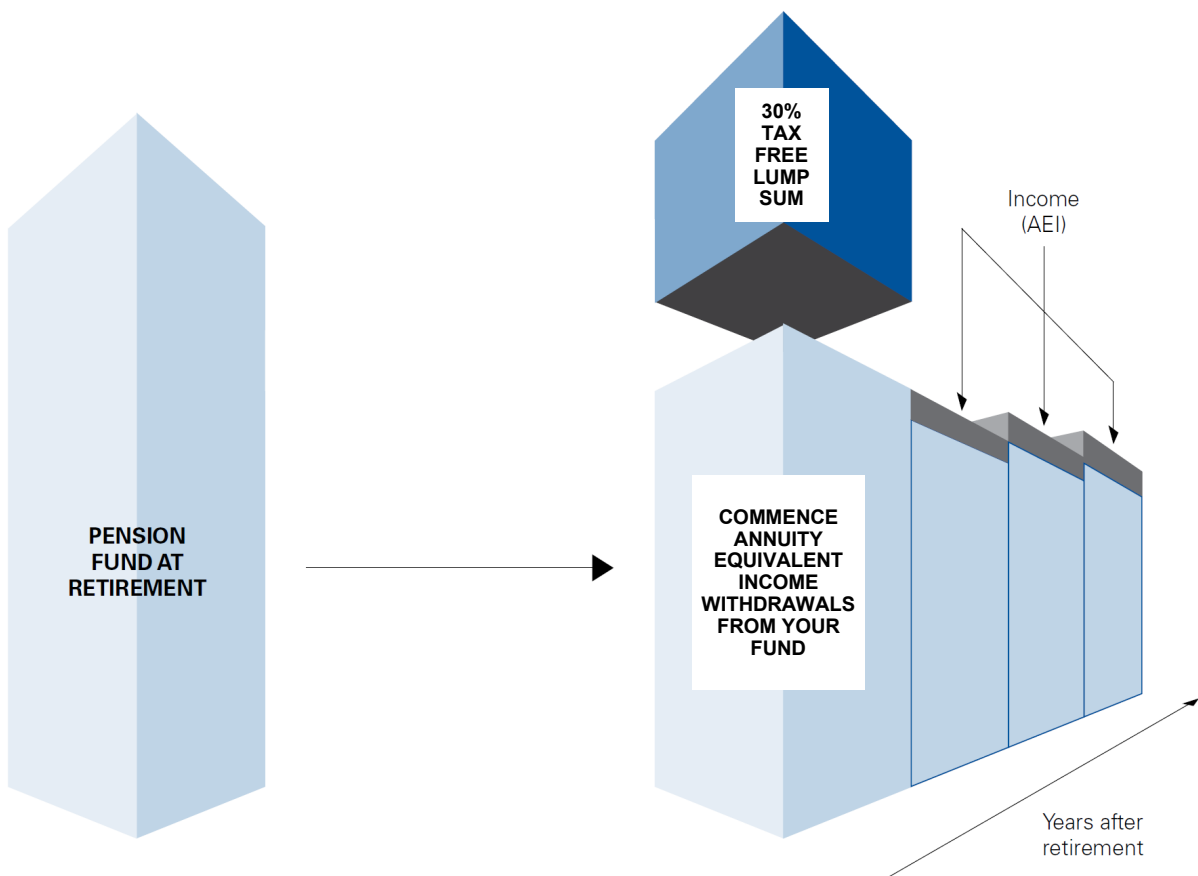 PENSION
FUND AT
RETIREMENT
30%
TAX
FREE
LUMP
SUM
Income
(AEI)
COMMENCE
ANNUITY
EQUIVALENT
INCOME
WITHDRAWALS
FROM YOUR
FUND
Years after
retirement